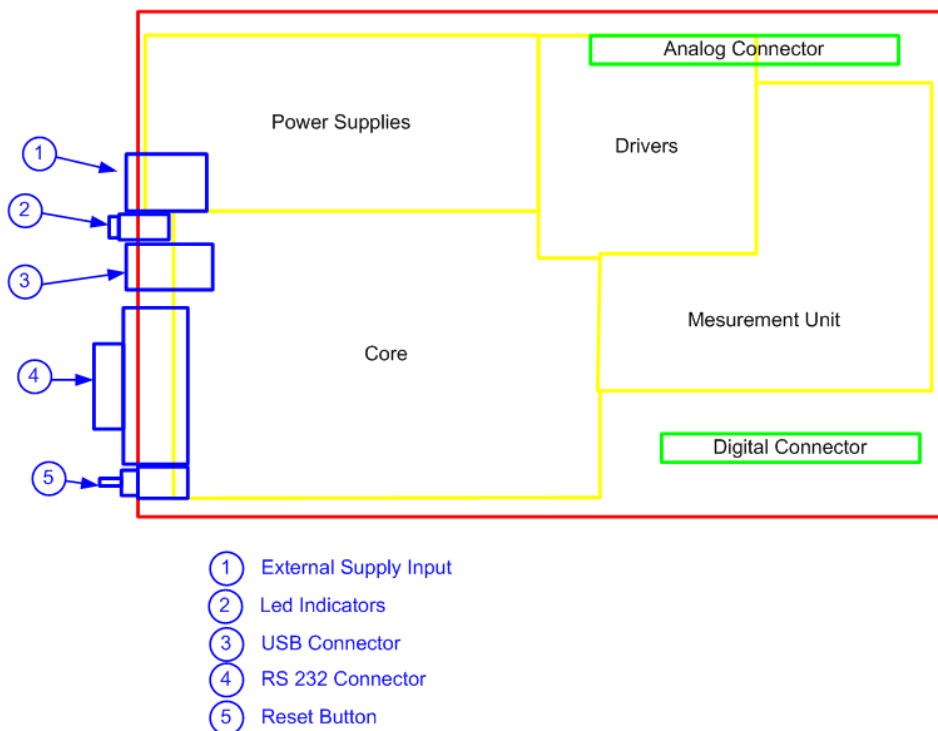 Analog Connector
Power Supplies
Drivers
1
2
3
Mesurement Unit
Core
4
Digital Connector
5
1 External Supply Input
2 Led Indicators
3 USB Connector
4 RS 232 Connector
5 Reset Button